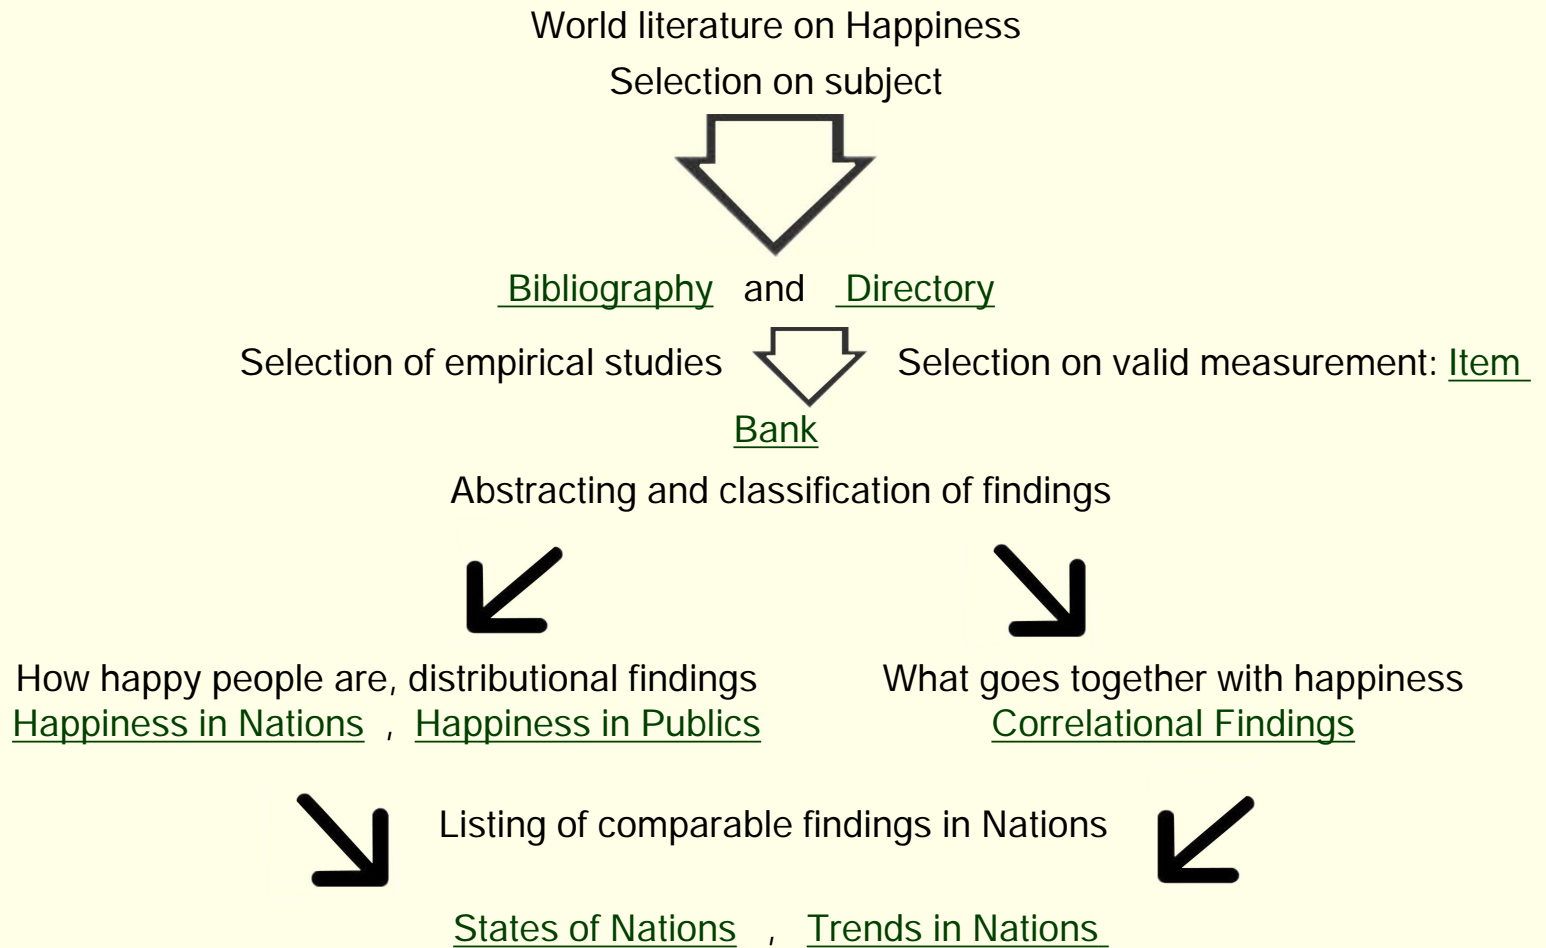 World literature on Happiness
Selection on subject
Bibliography and Directory
Selection of empirical studies Selection on valid measurement: Item
Bank
Abstracting and classification of findings
How happy people are, distributional findings What goes together with happiness
Happiness in Nations , Happiness in Publics Correlational Findings
Listing of comparable findings in Nations
States of Nations , Trends in Nations